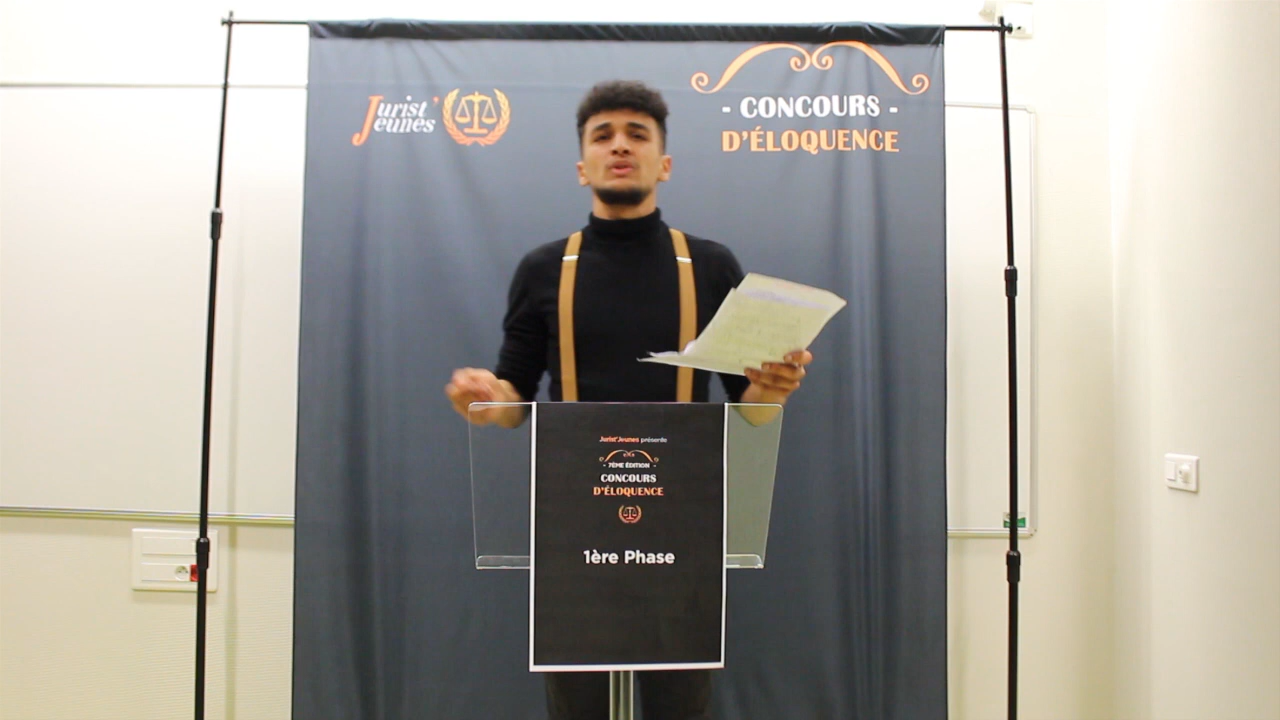 Jurist'
Jeunes
- CONCOURS -
D'ÉLOQUENCE
Jurist'Jeunes présente
- 7ÈME ÉDITION -
CONCOURS
D'ÉLOQUENCE
1ère Phase